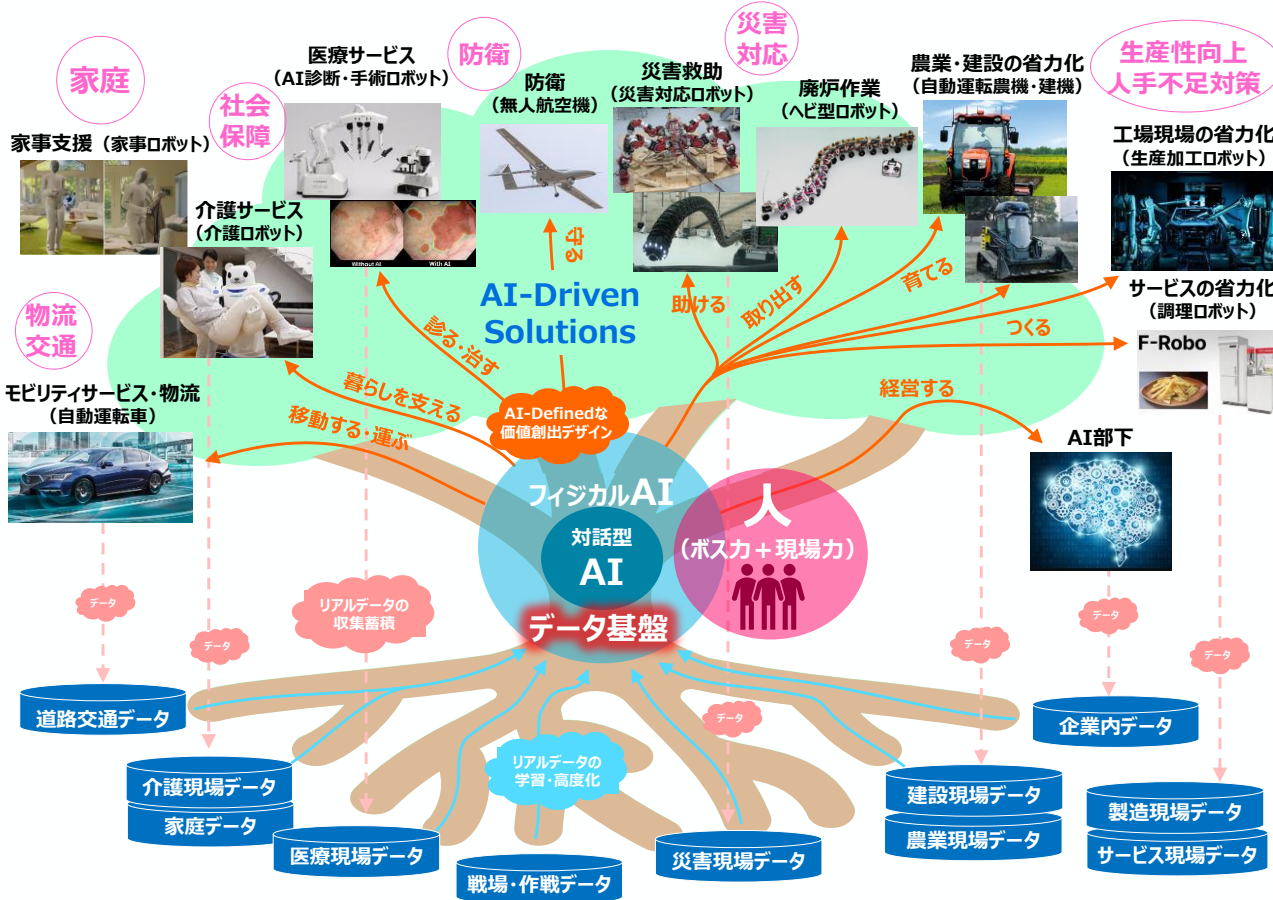 家庭
社会
保障
防衛
災害
対応
生産性向上
人手不足対策
物流
交通
医療サービス
（AI診断・手術ロボット）
防衛
（無人航空機）
災害救助
（災害対応ロボット）
廃炉作業
（ヘビ型ロボット）
農業・建設の省力化
（自動運転農機・建機）
工場現場の省力化
（生産加工ロボット）
家事支援（家事ロボット）
介護サービス
（介護ロボット）
Without AI
With AI
サービスの省力化
（調理ロボット）
F-Robo
モビリティサービス・物流
（自動運転車）
守る
AI-Driven
Solutions
助ける
取り出す
育てる
つくる
経営する
診る・治す
暮らしを支える
移動する・運ぶ
AI-Definedな
価値創出デザイン
AI部下
フィジカルAI
対話型
AI
データ基盤
人
（ボス力＋現場力）
リアルデータの
収集蓄積
データ
データ
データ
データ
データ
データ
リアルデータの
学習・高度化
道路交通データ
介護現場データ
家庭データ
医療現場データ
戦場・作戦データ
災害現場データ
建設現場データ
農業現場データ
企業内データ
製造現場データ
サービス現場データ